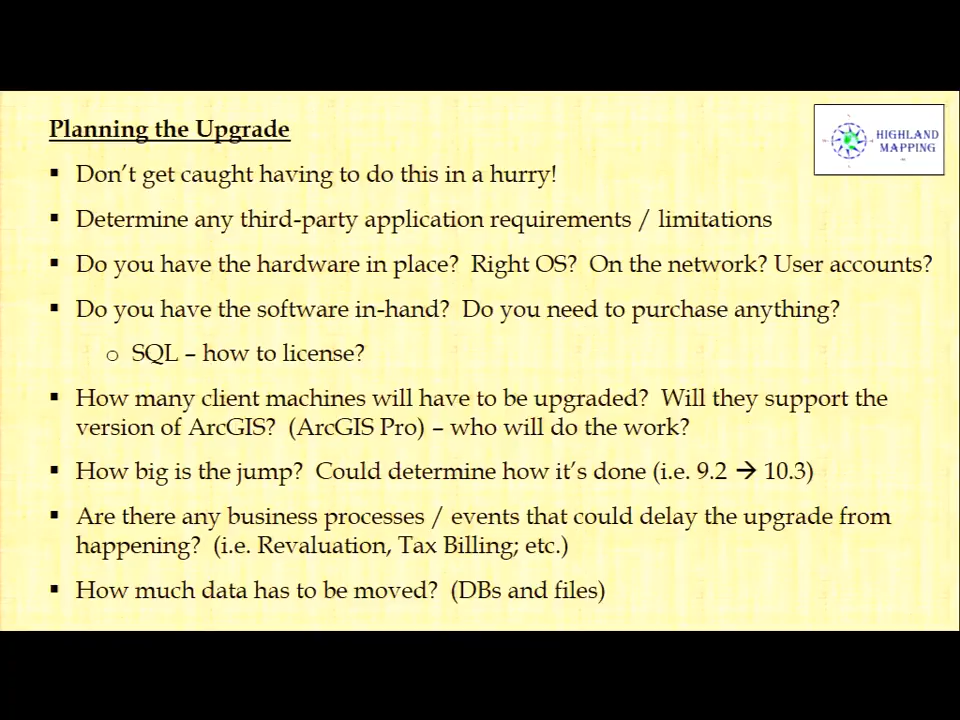 Planning the Upgrade
HIGHLAND
MAPPING
▪ Don't get caught having to do this in a hurry!
▪ Determine any third-party application requirements / limitations
▪ Do you have the hardware in place?  Right OS?  On the network? User accounts?
▪ Do you have the software in-hand?  Do you need to purchase anything?
o SQL – how to license?
▪ How many client machines will have to be upgraded?  Will they support the
version of ArcGIS?  (ArcGIS Pro) – who will do the work?
▪ How big is the jump?  Could determine how it's done (i.e. 9.2 → 10.3)
▪ Are there any business processes / events that could delay the upgrade from
happening?  (i.e. Revaluation, Tax Billing; etc.)
▪ How much data has to be moved?  (DBs and files)